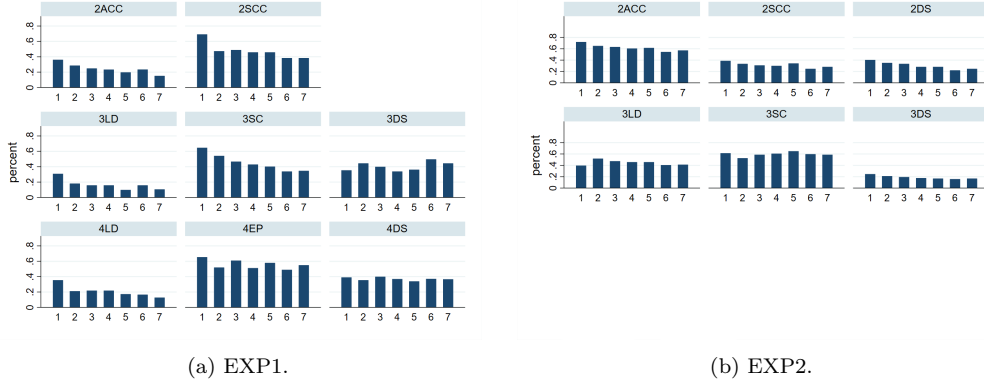 2ACC 2SCC
0 .2 .4 .6 .8
1 2 3 4 5 6 7 1 2 3 4 5 6 7
3LD 3SC 3DS
percent
0 .2 .4 .6 .8
1 2 3 4 5 6 7 1 2 3 4 5 6 7 1 2 3 4 5 6 7
4LD 4EP 4DS
0 .2 .4 .6 .8
1 2 3 4 5 6 7 1 2 3 4 5 6 7 1 2 3 4 5 6 7
(a) EXP1.
2ACC 2SCC 2DS
0 .2 .4 .6 .8
1 2 3 4 5 6 7 1 2 3 4 5 6 7 1 2 3 4 5 6 7
percent
3LD 3SC 3DS
0 .2 .4 .6 .8
1 2 3 4 5 6 7 1 2 3 4 5 6 7 1 2 3 4 5 6 7
(b) EXP2.